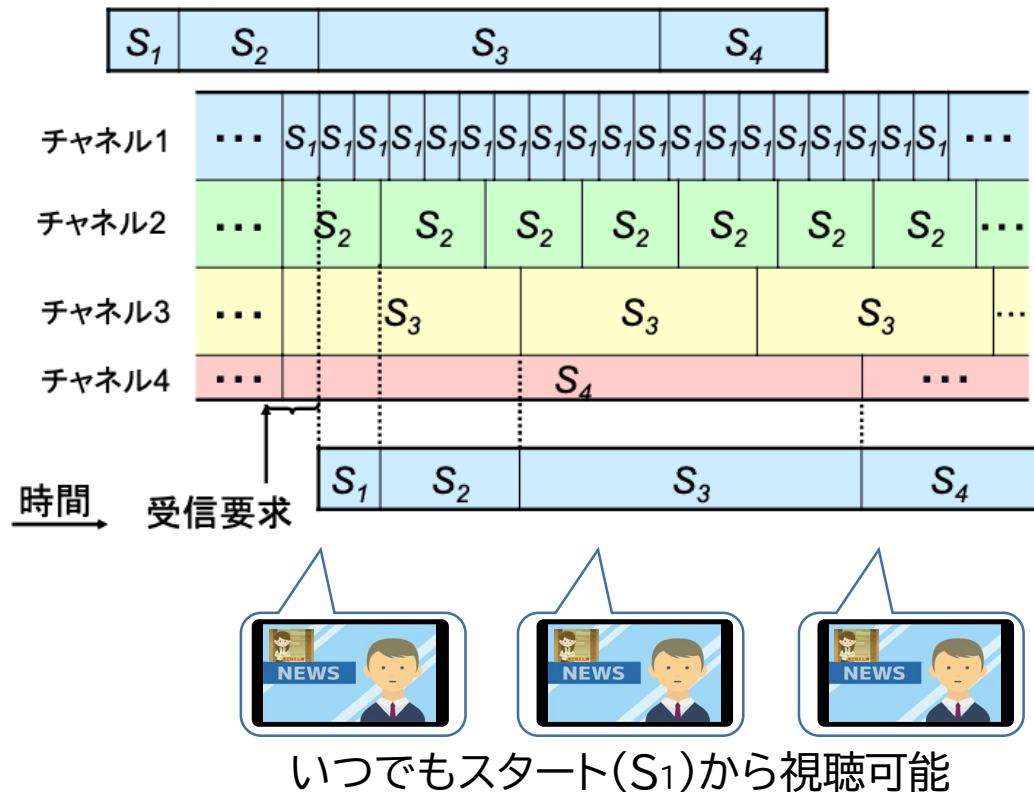 S1 S2 S3 S4
チャネル1 ・・・ S1 S1 S1 S1 S1 S1 S1 S1 S1 S1 S1 S1 S1 S1 S1 S1 S1 S1 S1 ・・・
チャネル2 ・・・ S2 S2 S2 S2 S2 S2 S2 ・・・
チャネル3 ・・・ S3 S3 S3 ・・・
チャネル4 ・・・ S4 ・・・
S1 S2 S3 S4
時間 受信要求
NEWS NEWS NEWS
いつでもスタート(S1)から視聴可能